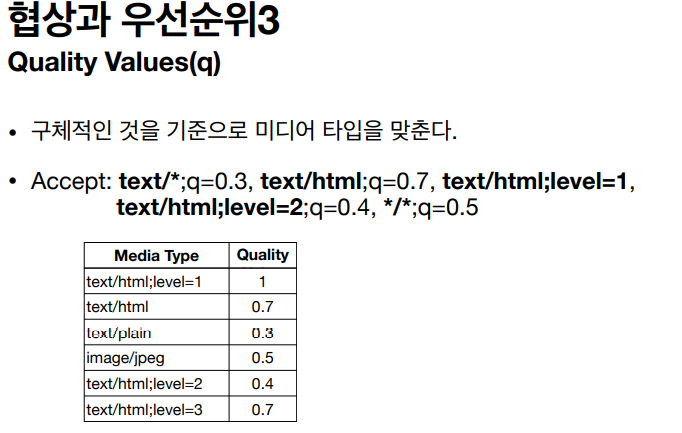 협상과 우선순위3
Quality Values(q)
• 구체적인 것을 기준으로 미디어 타입을 맞춘다.
• Accept: text/*;q=0.3, text/html;q=0.7, text/html;level=1,
text/html;level=2;q=0.4, */*;q=0.5
Media Type Quality
text/html;level=1 1
text/html 0.7
text/plain 0.3
image/jpeg 0.5
text/html;level=2 0.4
text/html;level=3 0.7